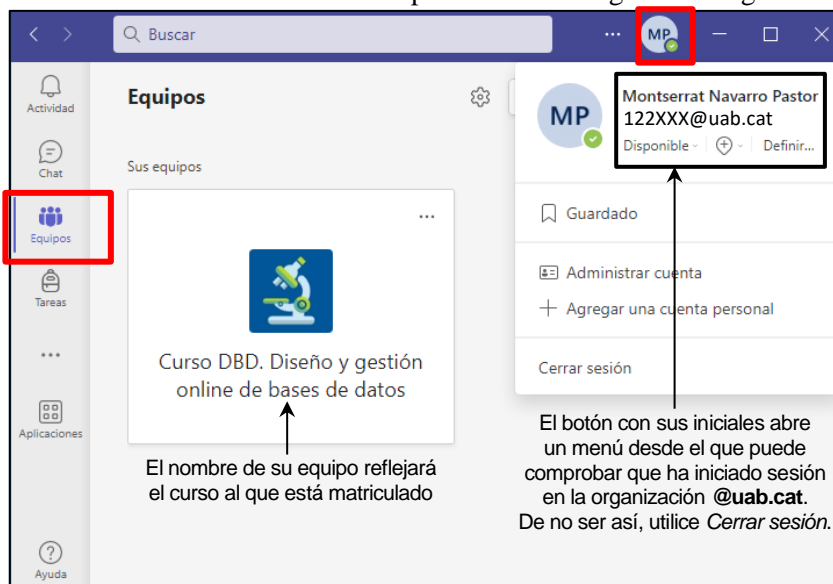 Buscar
MP
Actividad
Equipos
MP
Montserrat Navarro Pastor
122XXX@uab.cat
Disponible
Definir...
Chat
Sus equipos
Equipos
Guardado
Tareas
Administrar cuenta
Agregar una cuenta personal
Curso DBD. Diseño y gestión
online de bases de datos
Cerrar sesión
Aplicaciones
El nombre de su equipo reflejará
el curso al que está matriculado
El botón con sus iniciales abre
un menú desde el que puede
comprobar que ha iniciado sesión
en la organización @uab.cat.
De no ser así, utilice Cerrar sesión.
Ayuda